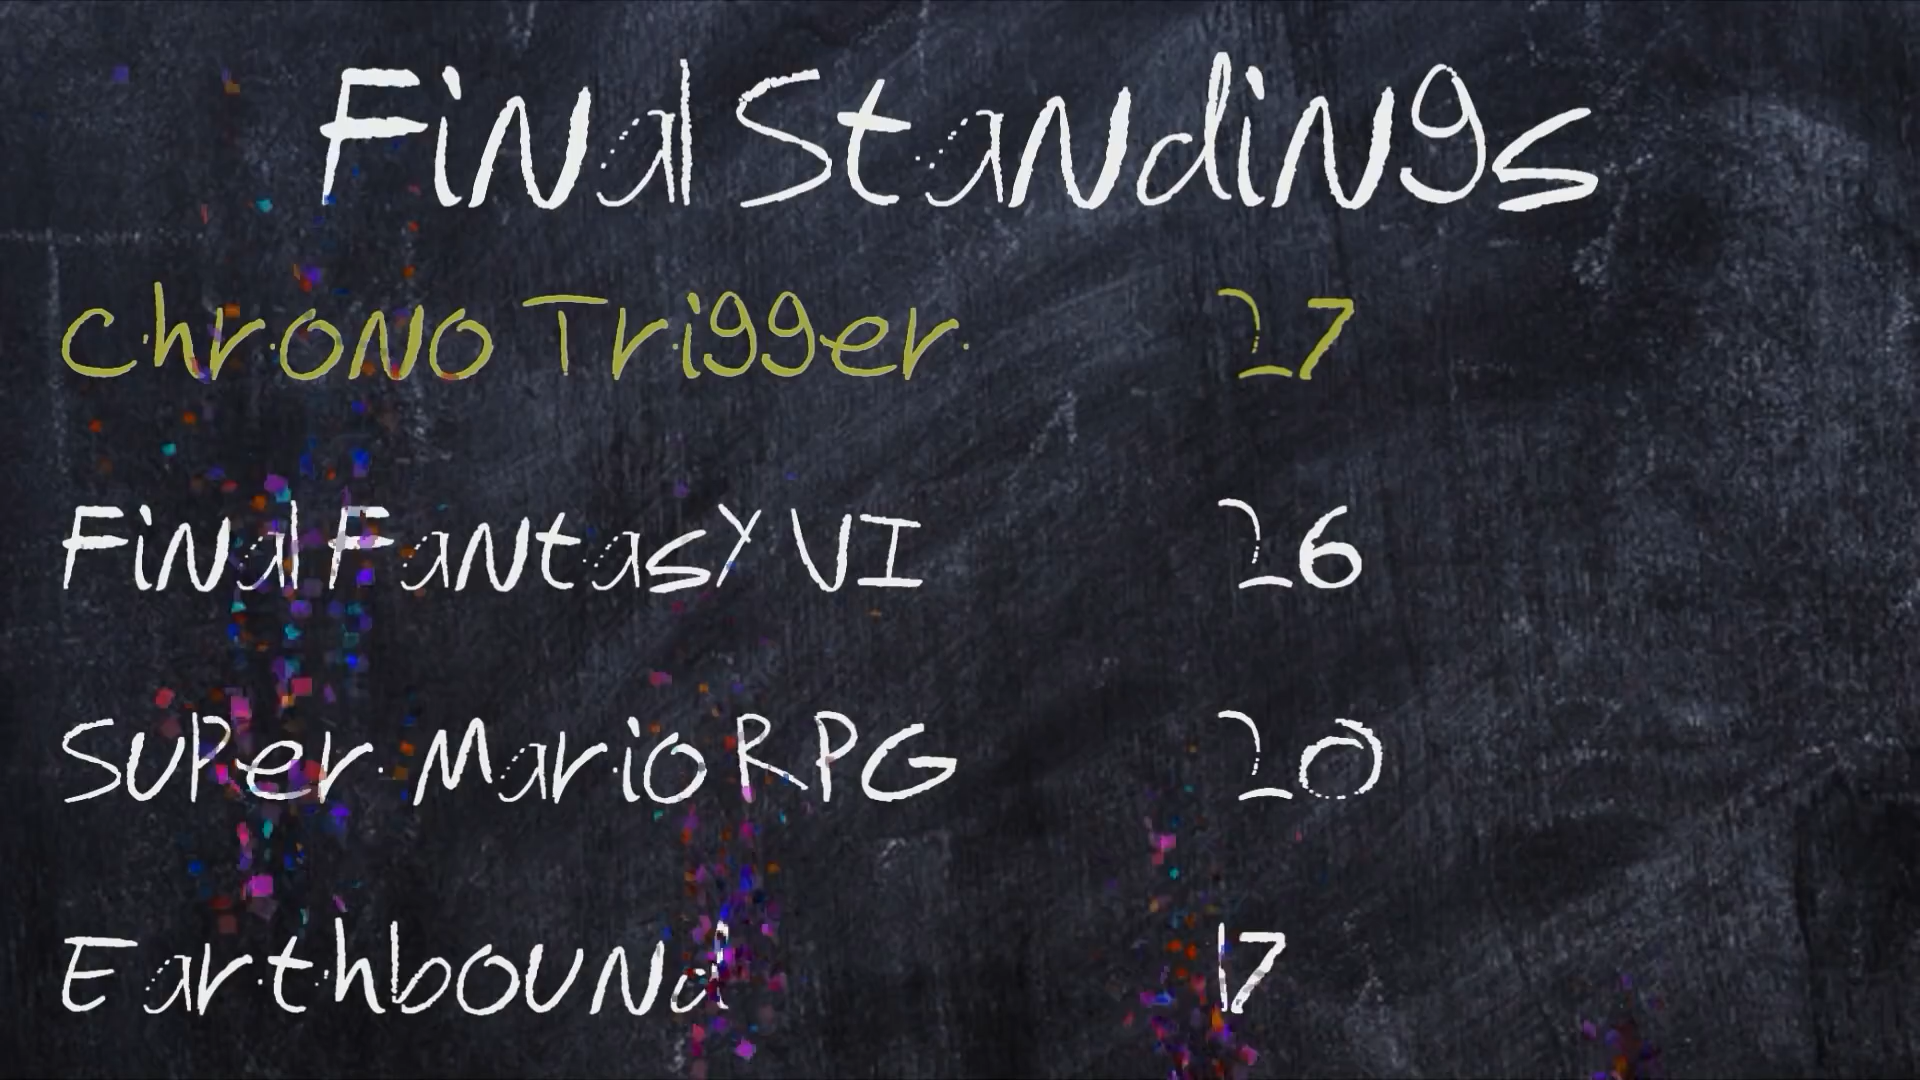 Final Standings
Chrono Trigger 27
Final Fantasy VI 26
Super Mario RPG 20
Earthbound 17